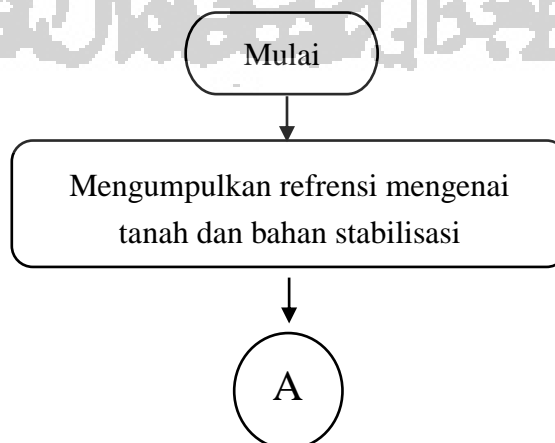 Mulai
Mengumpulkan refrensi mengenai
tanah dan bahan stabilisasi
A